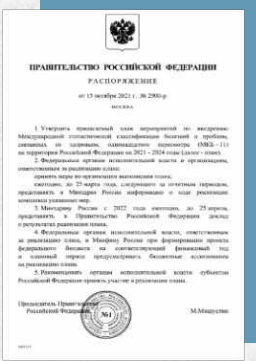 ПРАВИТЕЛЬСТВО РОССИЙСКОЙ ФЕДЕРАЦИИ
РАСПОРЯЖЕНИЕ
от 15 октября 2021 г. № 2900-р
МОСКВА
1. Утвердить прилагаемый план мероприятий по внедрению
Международной статистической классификации болезней и проблем,
связанных со здоровьем, одиннадцатого пересмотра (МКБ-11)
на территории Российской Федерации на 2021 - 2024 годы (далее - план).
2. Федеральным органам исполнительной власти и организациям,
ответственным за реализацию плана:
принять меры по организации выполнения плана;
ежегодно, до 25 марта года, следующего за отчетным периодом,
представлять в Минздрав России информацию о ходе реализации
комплекса указанных мер.
3. Минздраву России с 2022 года ежегодно, до 25 апреля,
представлять в Правительство Российской Федерации доклад
о результатах реализации плана.
4. Федеральным органам исполнительной власти, ответственным
за реализацию плана, и Минфину России при формировании проекта
федерального бюджета на соответствующий финансовый год
и плановый период предусматривать бюджетные ассигнования
на реализацию плана.
5. Рекомендовать органам исполнительной власти субъектов
Российской Федерации принять участие в реализации плана.
Председатель Правительства
Российской Федерации
М.Мишустин
№1